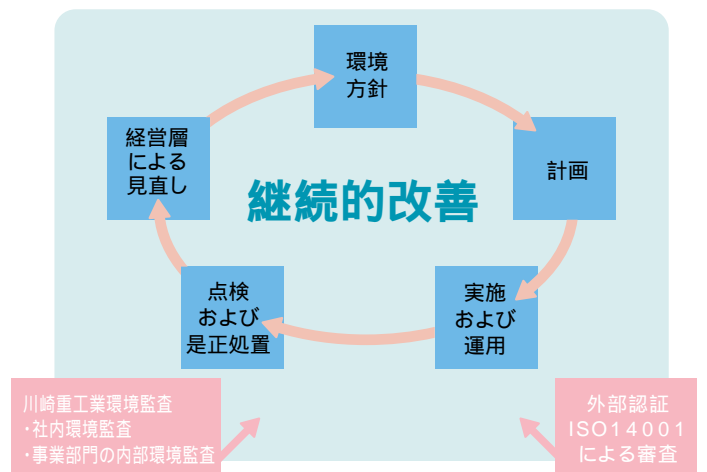 環境
方針
計画
実施
および
運用
点検
および
是正処置
経営層
による
見直し
継続的改善
川崎重工業環境監査
・社内環境監査
・事業部門の内部環境監査
外部認証
ISO14001
による審査